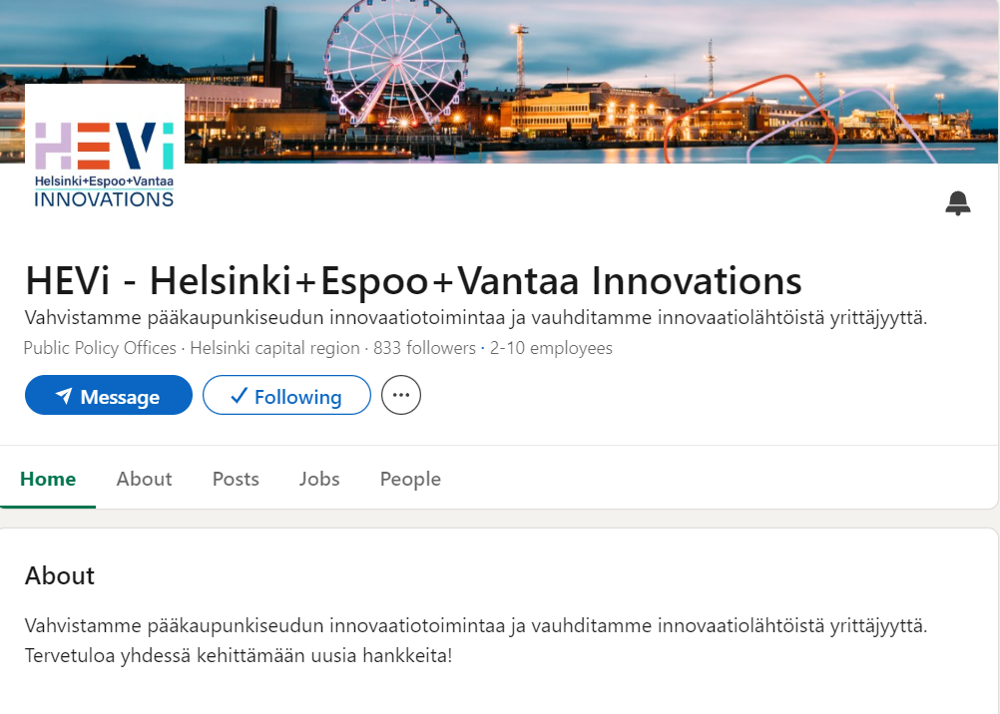 HEVi
Helsinki+Espoo+Vantaa
INNOVATIONS
HEVi - Helsinki+Espoo+Vantaa Innovations
Vahvistamme pääkaupunkiseudun innovaatiotoimintaa ja vauhditamme innovaatiolähtöistä yrittäjyyttä.
Public Policy Offices · Helsinki capital region · 833 followers · 2-10 employees
Message Following ...
Home About Posts Jobs People
About
Vahvistamme pääkaupunkiseudun innovaatiotoimintaa ja vauhditamme innovaatiolähtöistä yrittäjyyttä.
Tervetuloa yhdessä kehittämään uusia hankkeita!